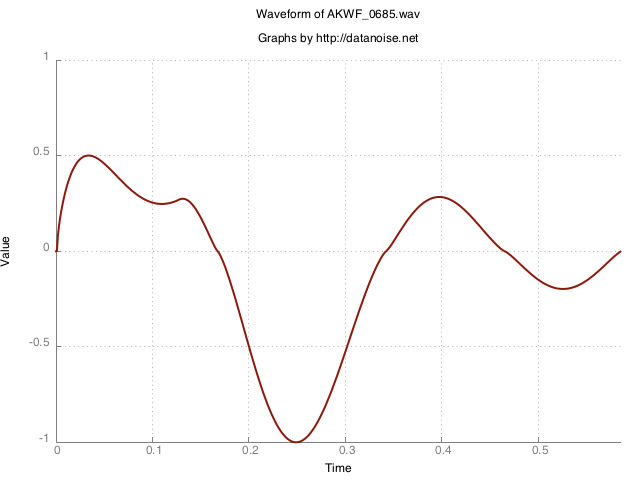 Waveform of AKWF_0685.wav
Graphs by http://datanoise.net
1
0.5
0
-0.5
-1
Value
0 0.1 0.2 0.3 0.4 0.5
Time